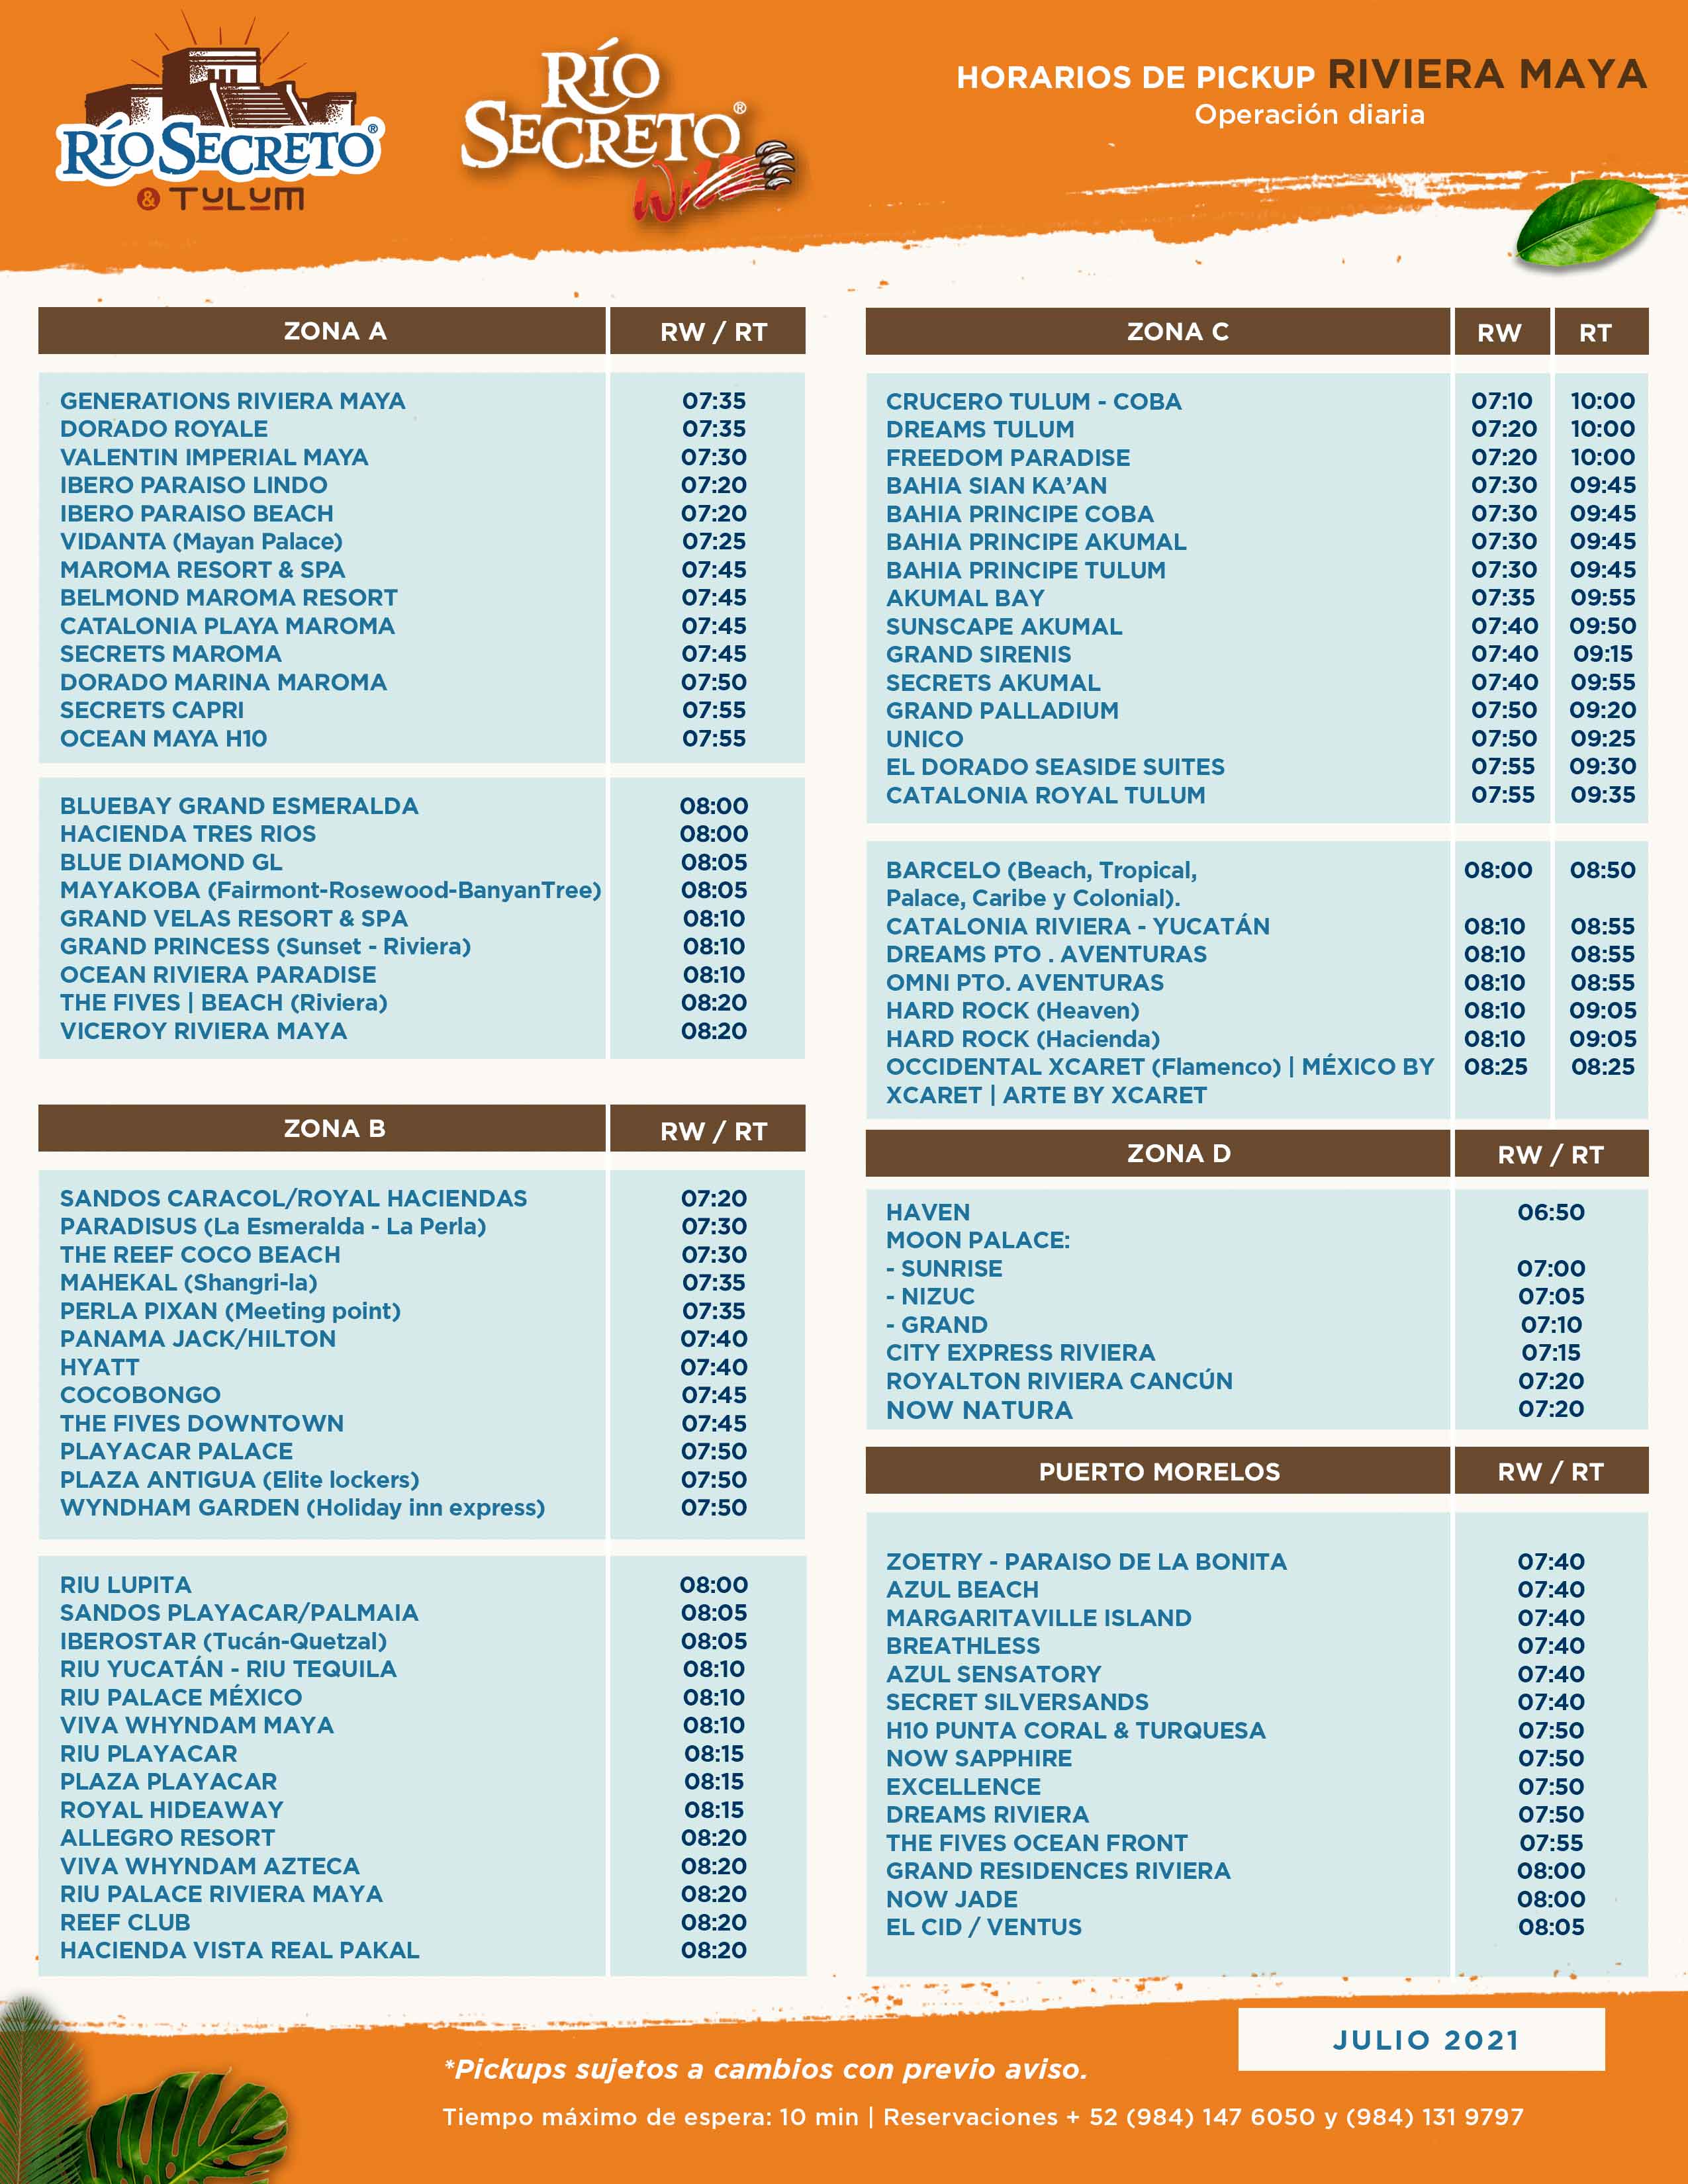 RÍO SECRETO®
& TULUM
RÍO
SECRETO®
Wild
HORARIOS DE PICKUP RIVIERA MAYA
Operación diaria
ZONA A RW / RT
GENERATIONS RIVIERA MAYA 07:35
DORADO ROYALE 07:35
VALENTIN IMPERIAL MAYA 07:30
IBERO PARAISO LINDO 07:20
IBERO PARAISO BEACH 07:20
VIDANTA (Mayan Palace) 07:25
MAROMA RESORT & SPA 07:45
BELMOND MAROMA RESORT 07:45
CATALONIA PLAYA MAROMA 07:45
SECRETS MAROMA 07:45
DORADO MARINA MAROMA 07:50
SECRETS CAPRI 07:55
OCEAN MAYA H10 07:55
BLUEBAY GRAND ESMERALDA 08:00
HACIENDA TRES RIOS 08:00
BLUE DIAMOND GL 08:05
MAYAKOBA (Fairmont-Rosewood-BanyanTree) 08:05
GRAND VELAS RESORT & SPA 08:10
GRAND PRINCESS (Sunset - Riviera) 08:10
OCEAN RIVIERA PARADISE 08:10
THE FIVES | BEACH (Riviera) 08:20
VICEROY RIVIERA MAYA 08:20
ZONA B RW / RT
SANDOS CARACOL/ROYAL HACIENDAS 07:20
PARADISUS (La Esmeralda - La Perla) 07:30
THE REEF COCO BEACH 07:30
MAHEKAL (Shangri-la) 07:35
PERLA PIXAN (Meeting point) 07:35
PANAMA JACK/HILTON 07:40
HYATT 07:40
COCOBONGO 07:45
THE FIVES DOWNTOWN 07:45
PLAYACAR PALACE 07:50
PLAZA ANTIGUA (Elite lockers) 07:50
WYNDHAM GARDEN (Holiday inn express) 07:50
RIU LUPITA 08:00
SANDOS PLAYACAR/PALMAIA 08:05
IBEROSTAR (Tucán-Quetzal) 08:05
RIU YUCATÁN - RIU TEQUILA 08:10
RIU PALACE MÉXICO 08:10
VIVA WHYNDAM MAYA 08:10
RIU PLAYACAR 08:15
PLAZA PLAYACAR 08:15
ROYAL HIDEAWAY 08:15
ALLEGRO RESORT 08:20
VIVA WHYNDAM AZTECA 08:20
RIU PALACE RIVIERA MAYA 08:20
REEF CLUB 08:20
HACIENDA VISTA REAL PAKAL 08:20
ZONA C RW RT
CRUCERO TULUM - COBA 07:10 10:00
DREAMS TULUM 07:20 10:00
FREEDOM PARADISE 07:20 10:00
BAHIA SIAN KA’AN 07:30 09:45
BAHIA PRINCIPE COBA 07:30 09:45
BAHIA PRINCIPE AKUMAL 07:30 09:45
BAHIA PRINCIPE TULUM 07:30 09:45
AKUMAL BAY 07:35 09:55
SUNSCAPE AKUMAL 07:40 09:50
GRAND SIRENIS 07:40 09:15
SECRETS AKUMAL 07:40 09:55
GRAND PALLADIUM 07:50 09:20
UNICO 07:50 09:25
EL DORADO SEASIDE SUITES 07:55 09:30
CATALONIA ROYAL TULUM 07:55 09:35
BARCELO (Beach, Tropical, 08:00 08:50
Palace, Caribe y Colonial).
CATALONIA RIVIERA - YUCATÁN 08:10 08:55
DREAMS PTO . AVENTURAS 08:10 08:55
OMNI PTO. AVENTURAS 08:10 08:55
HARD ROCK (Heaven) 08:10 09:05
HARD ROCK (Hacienda) 08:10 09:05
OCCIDENTAL XCARET (Flamenco) | MÉXICO BY 08:25 08:25
XCARET | ARTE BY XCARET
ZONA D RW / RT
HAVEN 06:50
MOON PALACE:
- SUNRISE 07:00
- NIZUC 07:05
- GRAND 07:10
CITY EXPRESS RIVIERA 07:15
ROYALTON RIVIERA CANCÚN 07:20
NOW NATURA 07:20
PUERTO MORELOS RW / RT
ZOETRY - PARAISO DE LA BONITA 07:40
AZUL BEACH 07:40
MARGARITAVILLE ISLAND 07:40
BREATHLESS 07:40
AZUL SENSATORY 07:40
SECRET SILVERSANDS 07:40
H10 PUNTA CORAL & TURQUESA 07:50
NOW SAPPHIRE 07:50
EXCELLENCE 07:50
DREAMS RIVIERA 07:50
THE FIVES OCEAN FRONT 07:55
GRAND RESIDENCES RIVIERA 08:00
NOW JADE 08:00
EL CID / VENTUS 08:05
JULIO 2021
*Pickups sujetos a cambios con previo aviso.
Tiempo máximo de espera: 10 min | Reservaciones + 52 (984) 147 6050 y (984) 131 9797